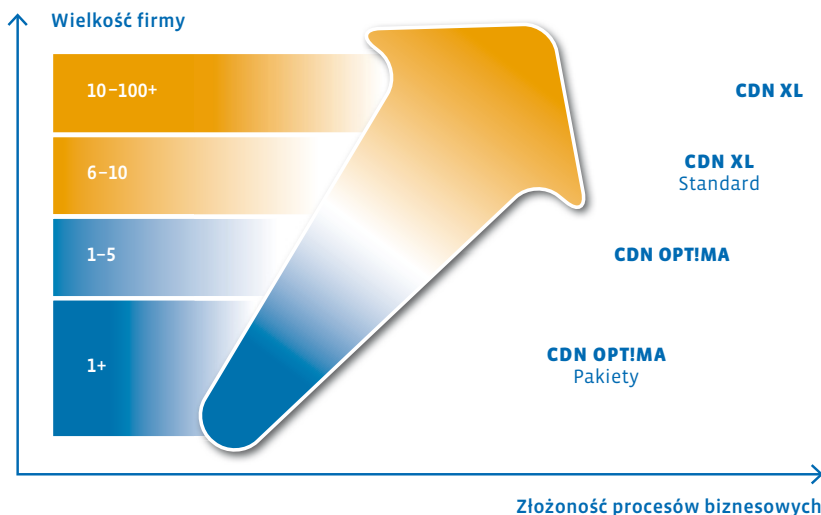 Wielkość firmy
10–100+
CDN XL
6–10
CDN XL
Standard
1–5
CDN OPT!MA
1+
CDN OPT!MA
Pakiety
Złożoność procesów biznesowych